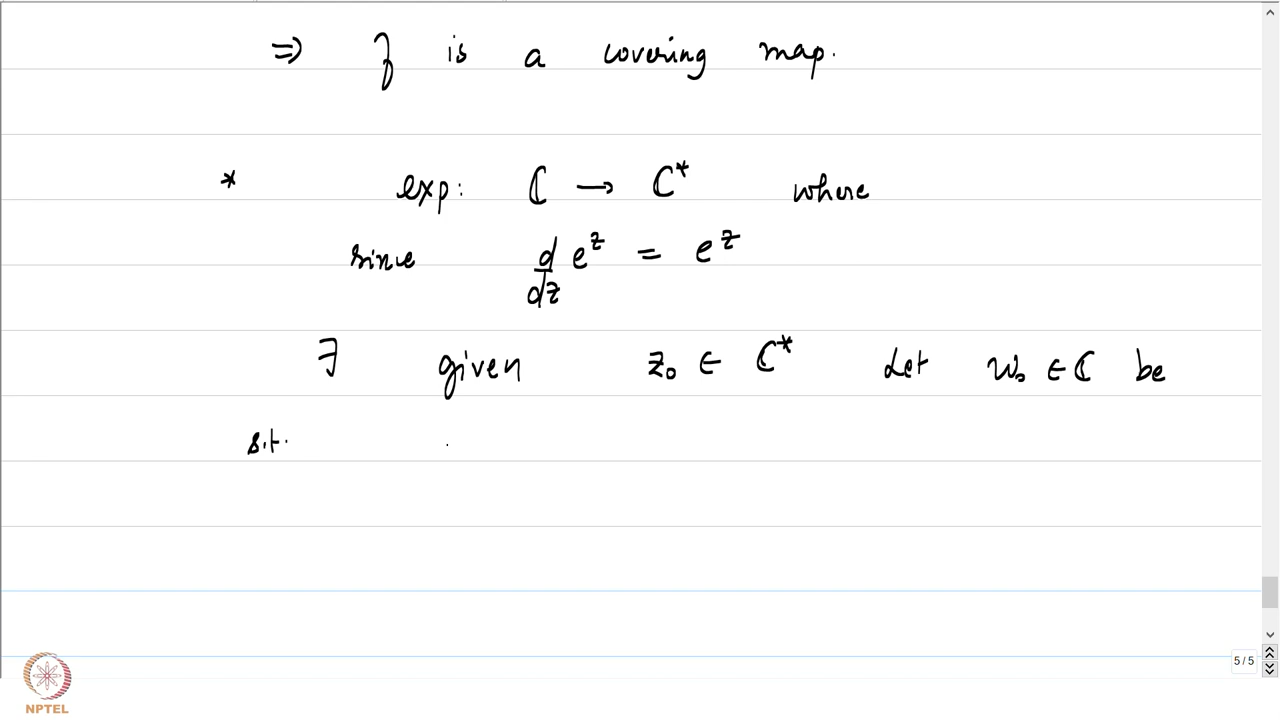 ⇒ f is a covering map.
* exp: ℂ → ℂ* where
since d/dz e^z = e^z
∃ given z₀ ∈ ℂ* Let w₀ ∈ ℂ be
s.t.
5 / 5
NPTEL